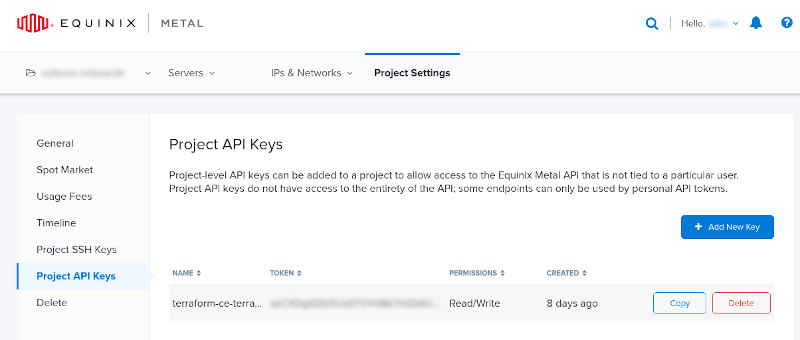 EQUINIX METAL
Hello,
Servers IPs & Networks Project Settings
General
Spot Market
Usage Fees
Timeline
Project SSH Keys
Project API Keys
Delete
Project API Keys
Project-level API keys can be added to a project to allow access to the Equinix Metal API that is not tied to a particular user.
Project API keys do not have access to the entirety of the API; some endpoints can only be used by personal API tokens.
+ Add New Key
NAME TOKEN PERMISSIONS CREATED
terraform-ce-terra... Read/Write 8 days ago Copy Delete